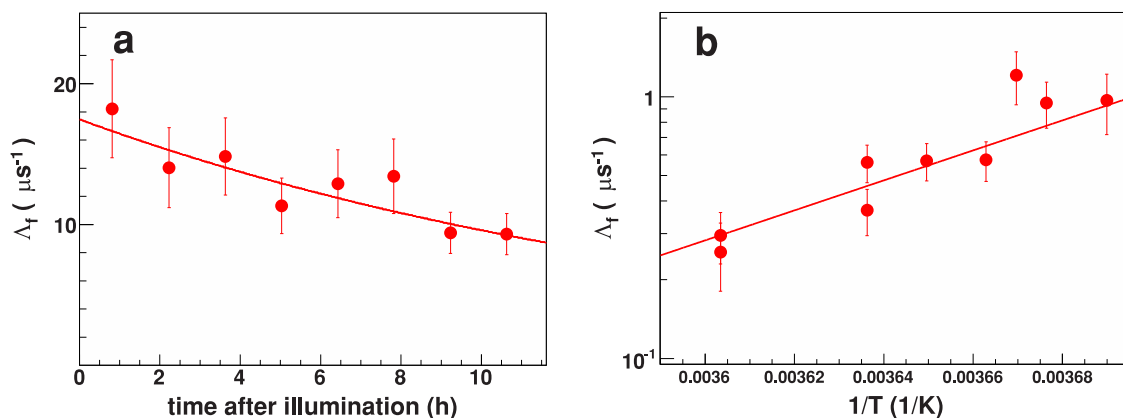 a
20
10
Λf ( μs-1)
0 2 4 6 8 10
time after illumination (h)
b
1
10-1
Λf ( μs-1)
0.0036 0.00362 0.00364 0.00366 0.00368
1/T (1/K)